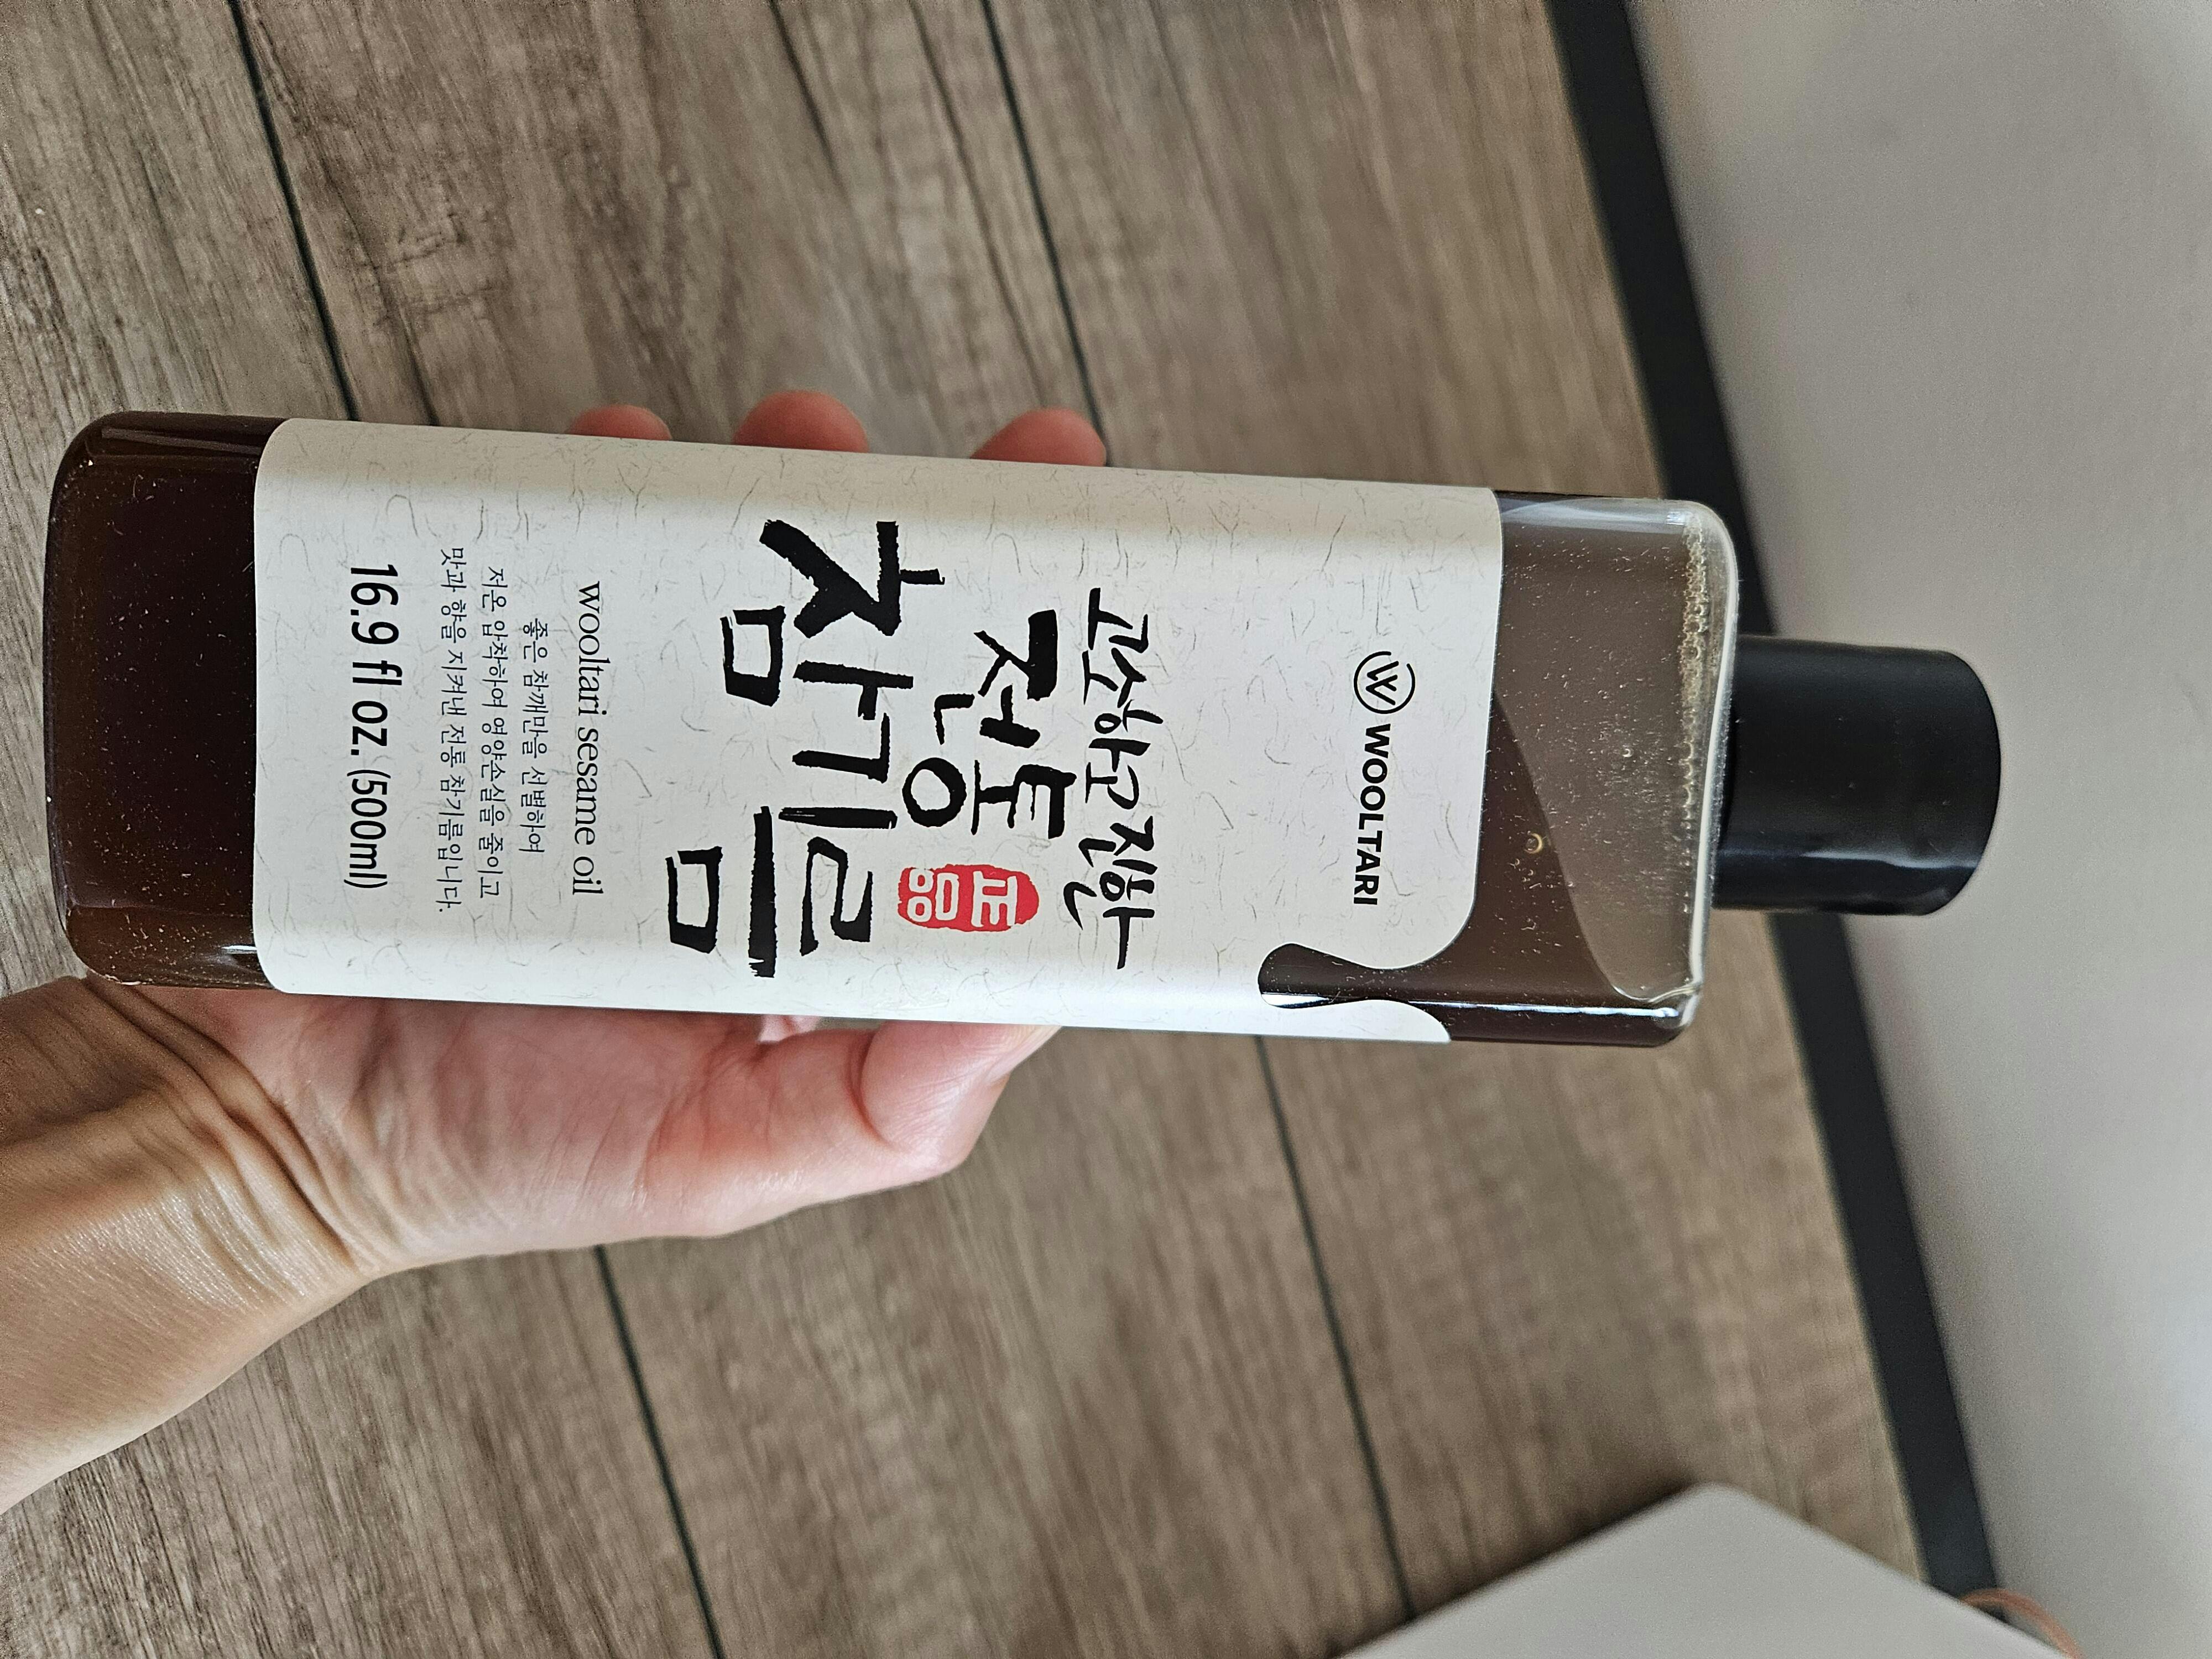 WOOLTARI
고소하고 진한
전통
正品
참기름
wooltari sesame oil
좋은 참깨만을 선별하여
저온 압착하여 영양손실을 줄이고
맛과 향을 지켜낸 전통 참기름입니다.
16.9 fl oz. (500ml)